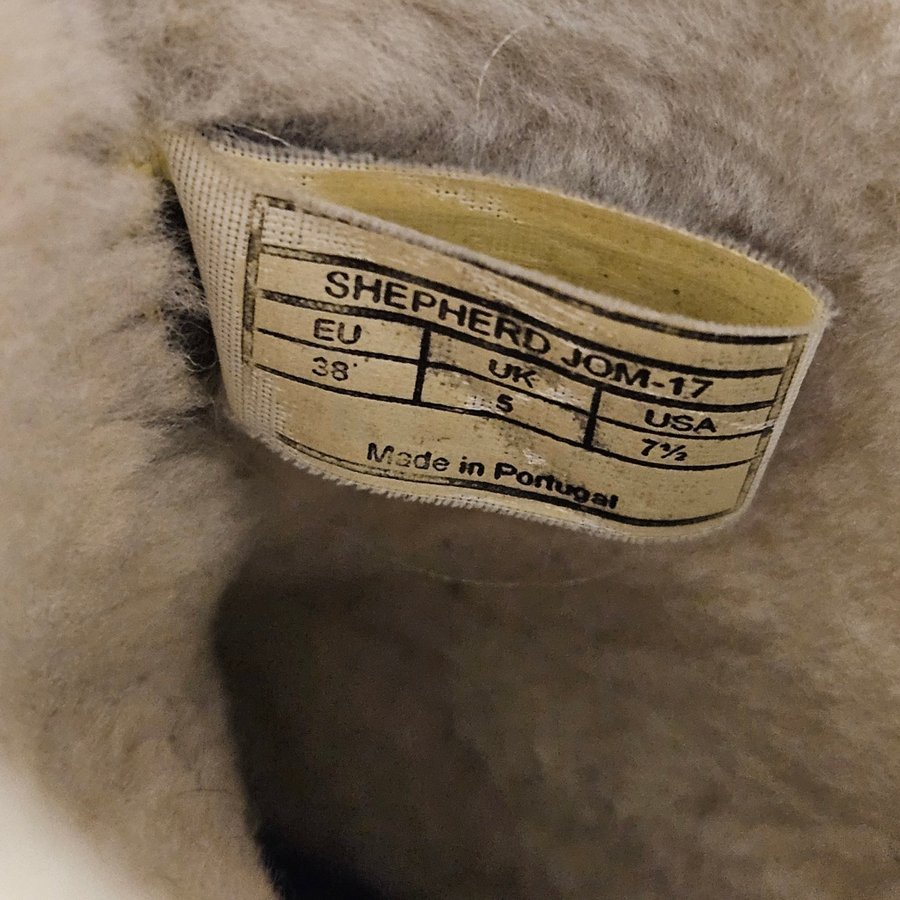 SHEPHERD JOM-17
EU UK USA
38 5 7½
Made in Portugal